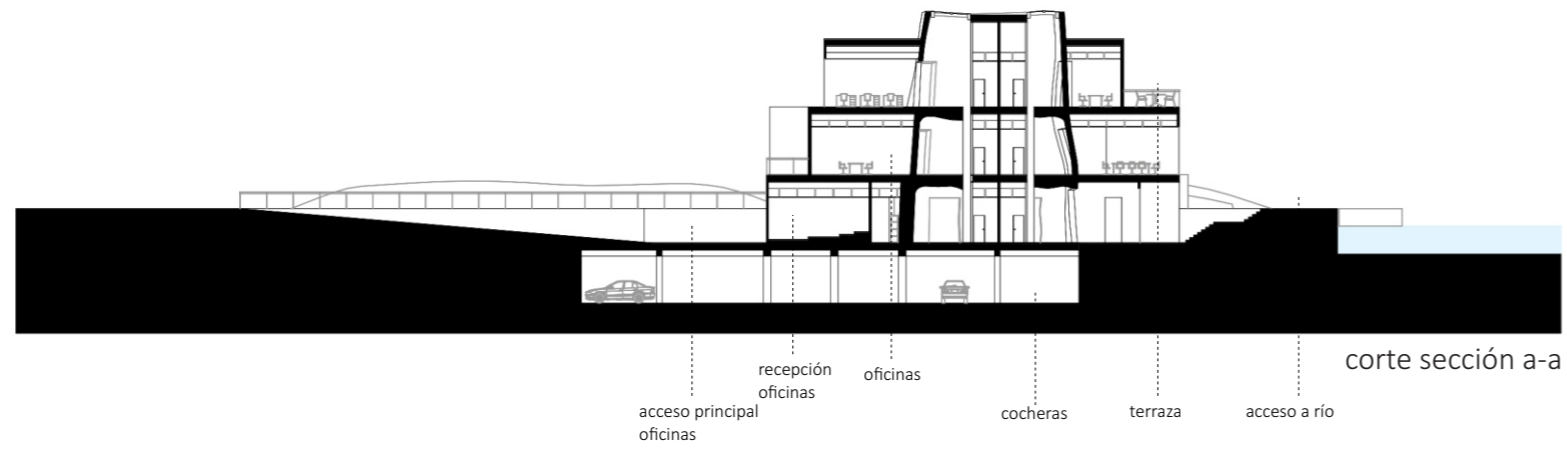 corte sección a-a
recepción
oficinas
oficinas
acceso principal
oficinas
cocheras
terraza
acceso a río